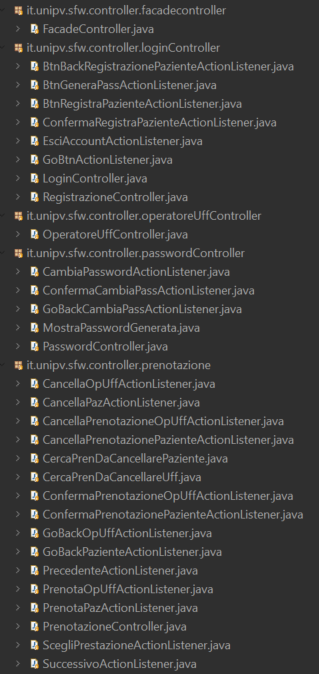 it.unipv.sfw.controller.facadecontroller
FacadeController.java
it.unipv.sfw.controller.loginController
BtnBackRegistrazionePazienteActionListener.java
BtnGeneraPassActionListener.java
BtnRegistraPazienteActionListener.java
ConfermaRegistraPazienteActionListener.java
EsciAccountActionListener.java
GoBtnActionListener.java
LoginController.java
RegistrazioneController.java
it.unipv.sfw.controller.operatoreUffController
OperatoreUffController.java
it.unipv.sfw.controller.passwordController
CambiaPasswordActionListener.java
ConfermaCambiaPassActionListener.java
GoBackCambiaPassActionListener.java
MostraPasswordGenerata.java
PasswordController.java
it.unipv.sfw.controller.prenotazione
CancellaOpUffActionListener.java
CancellaPazActionListener.java
CancellaPrenotazioneOpUffActionListener.java
CancellaPrenotazionePazienteActionListener.java
CercaPrenDaCancellarePaziente.java
CercaPrenDaCancellareUff.java
ConfermaPrenotazioneOpUffActionListener.java
ConfermaPrenotazionePazienteActionListener.java
GoBackOpUffActionListener.java
GoBackPazienteActionListener.java
PrecedenteActionListener.java
PrenotaOpUffActionListener.java
PrenotaPazActionListener.java
PrenotazioneController.java
ScegliPrestazioneActionListener.java
SuccessivoActionListener.java